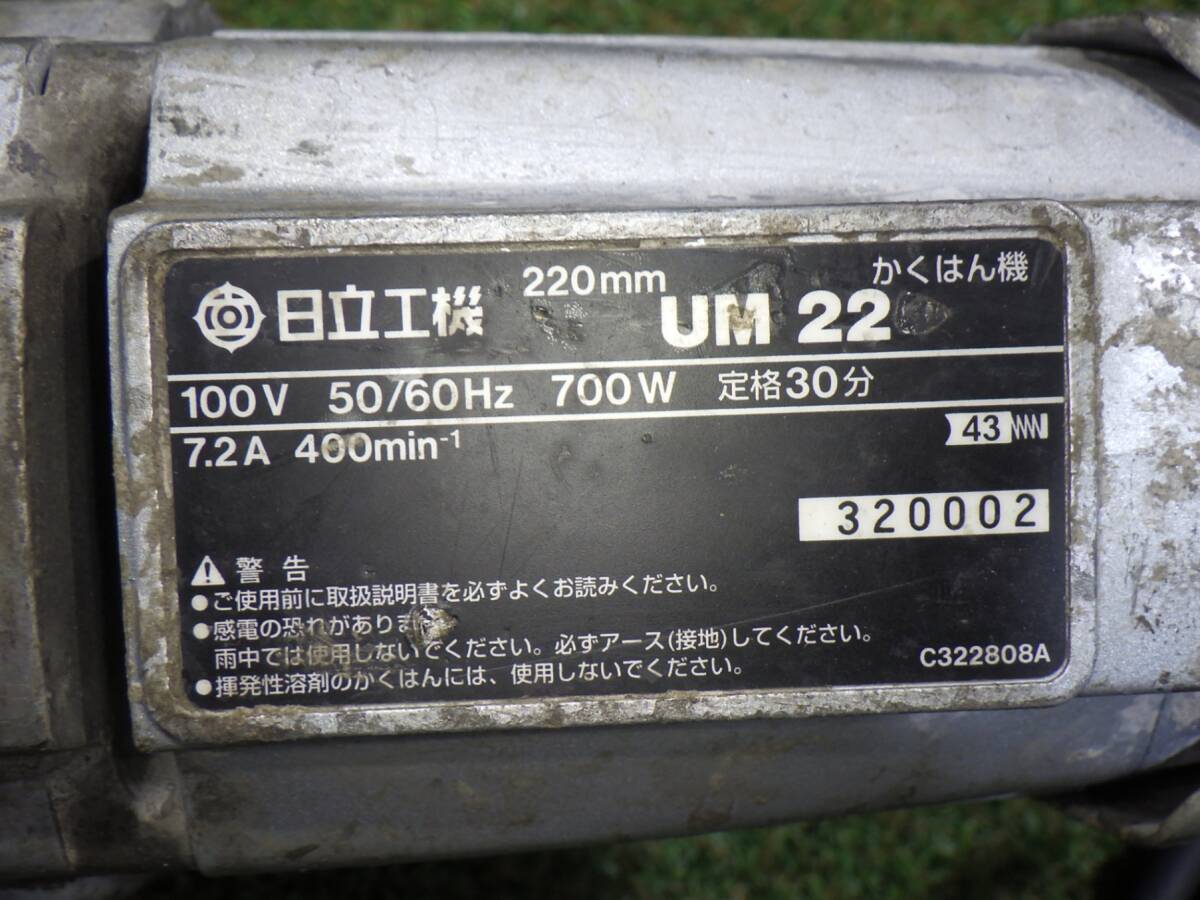 日立工機 220mm UM 22 かくはん機
100V 50/60Hz 700W 定格30分
7.2A 400min-1
43
320002
警告
●ご使用前に取扱説明書を必ずよくお読みください。
●感電の恐れがありま
雨中では使用しないでください。必ずアース(接地)してください。
●揮発性溶剤のかくはんには、使用しないでください。
C322808A